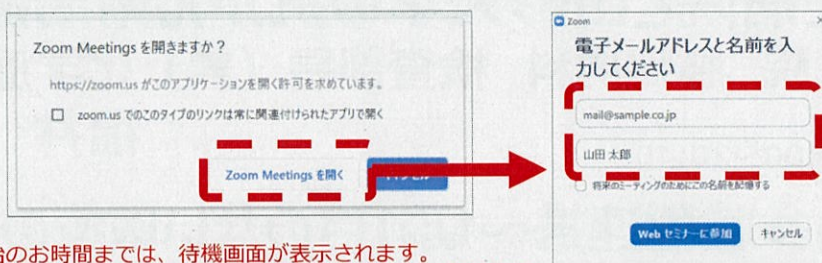 Zoom Meetings を開きますか？
https://zoom.us がこのアプリケーションを開く許可を求めています。
zoom.us でのこのタイプのリンクは常に関連付けられたアプリで開く
Zoom Meetings を開く
キャンセル
Zoom
電子メールアドレスと名前を入
力してください
mail@sample.co.jp
山田 太郎
将来のミーティングのためにこの名前を記憶する
Web セミナーに参加 キャンセル
のお時間までは、待機画面が表示されます。